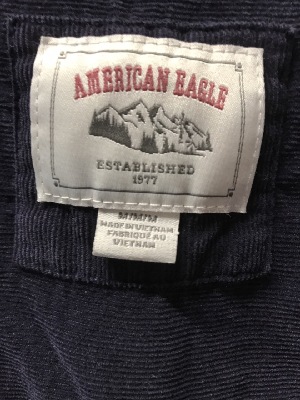 AMERICAN EAGLE
ESTABLISHED
1977
M/M/M
MADE IN VIETNAM
FABRIQUÉ AU
VIETNAM